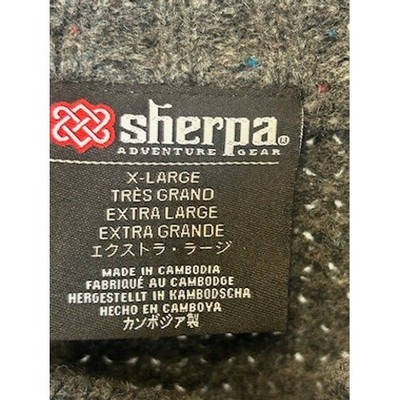 sherpa®
ADVENTURE GEAR
X-LARGE
TRÈS GRAND
EXTRA LARGE
EXTRA GRANDE
エクストラ・ラージ
MADE IN CAMBODIA
FABRIQUÉ AU CAMBODGE
HERGESTELLT IN KAMBODSCHA
HECHO EN CAMBOYA
カンボジア製